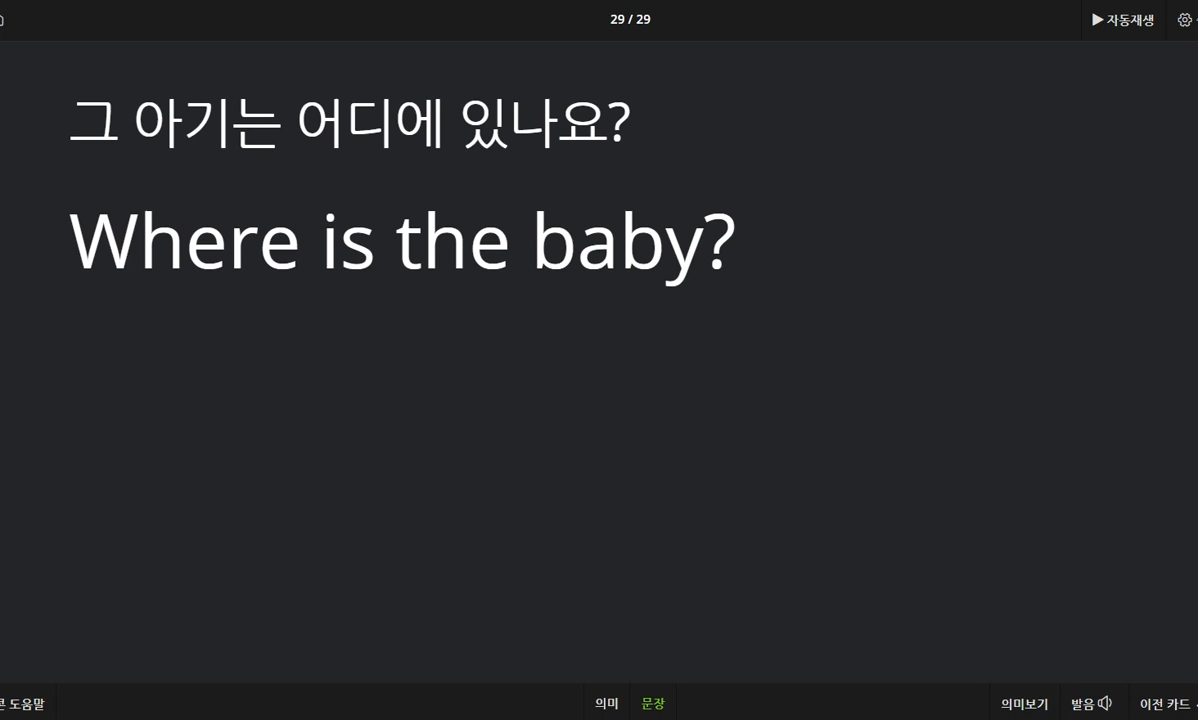 29 / 29
▶ 자동재생
그 아기는 어디에 있나요?
Where is the baby?
도움말
의미
문장
의미보기
발음
이전 카드